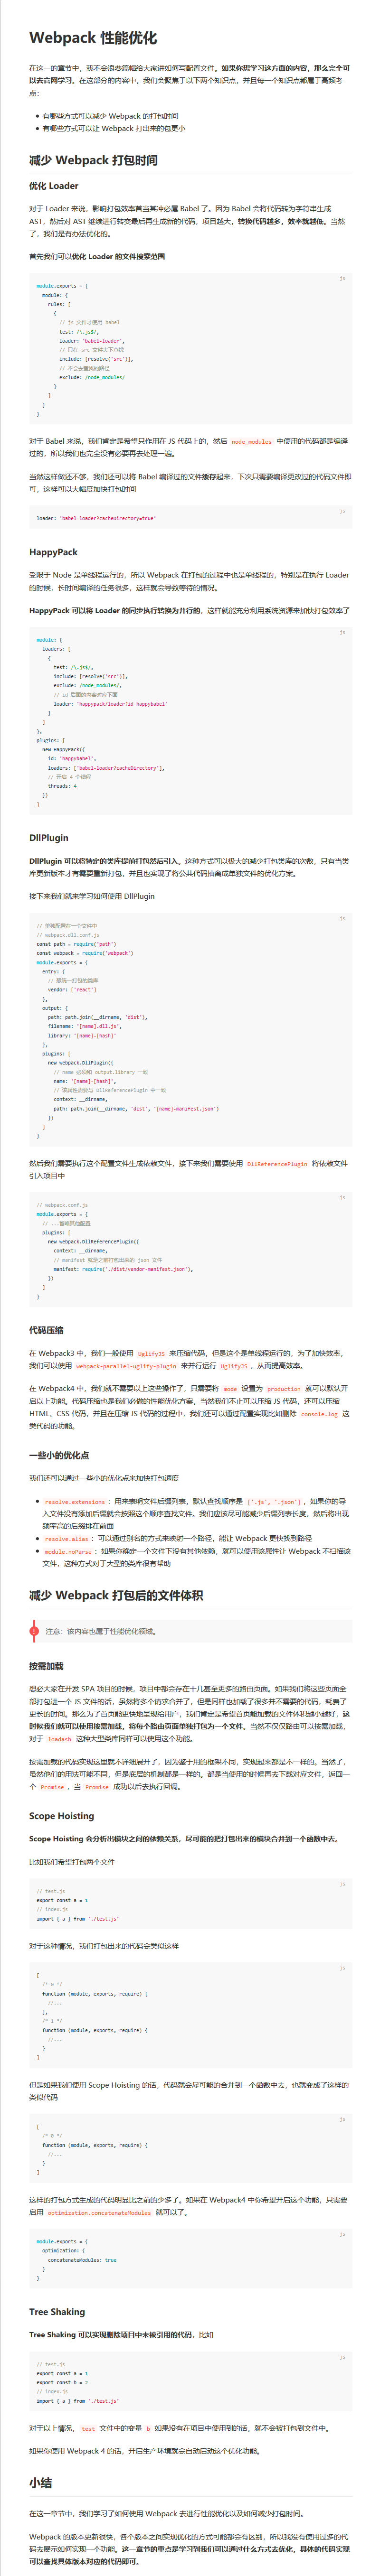 Webpack 性能优化
在这一的章节中，我不会浪费篇幅给大家讲如何写配置文件。如果你想学习这方面的内容，那么完全可
以去官网学习。在这部分的内容中，我们会聚焦于以下两个知识点，并且每一个知识点都属于高频考
点：
有哪些方式可以减少 Webpack 的打包时间
有哪些方式可以让 Webpack 打出来的包更小
减少 Webpack 打包时间
优化 Loader
对于 Loader 来说，影响打包效率首当其冲必属 Babel 了。因为 Babel 会将代码转为字符串生成
AST，然后对 AST 继续进行转变最后再生成新的代码，项目越大，转换代码越多，效率就越低。当然
了，我们是有办法优化的。
首先我们可以优化 Loader 的文件搜索范围
js
module.exports = {
module: {
rules: [
{
// js 文件才使用 babel
test: /\.js$/,
loader: 'babel-loader',
// 只在 src 文件夹下查找
include: [resolve('src')],
// 不会去查找的路径
exclude: /node_modules/
}
]
}
}
对于 Babel 来说，我们肯定是希望只作用在 JS 代码上的，然后 node_modules 中使用的代码都是编译
过的，所以我们也完全没有必要再去处理一遍。
当然这样做还不够，我们还可以将 Babel 编译过的文件缓存起来，下次只需要编译更改过的代码文件即
可，这样可以大幅度加快打包时间
js
loader: 'babel-loader?cacheDirectory=true'
HappyPack
受限于 Node 是单线程运行的，所以 Webpack 在打包的过程中也是单线程的，特别是在执行 Loader
的时候，长时间编译的任务很多，这样就会导致等待的情况。
HappyPack 可以将 Loader 的同步执行转换为并行的，这样就能充分利用系统资源来加快打包效率了
js
module: {
loaders: [
{
test: /\.js$/,
include: [resolve('src')],
exclude: /node_modules/,
// id 后面的内容对应下面
loader: 'happypack/loader?id=happybabel'
}
]
},
plugins: [
new HappyPack({
id: 'happybabel',
loaders: ['babel-loader?cacheDirectory'],
// 开启 4 个线程
threads: 4
})
]
DllPlugin
DllPlugin 可以将特定的类库提前打包然后引入。这种方式可以极大的减少打包类库的次数，只有当类
库更新版本才有需要重新打包，并且也实现了将公共代码抽离成单独文件的优化方案。
接下来我们就来学习如何使用 DllPlugin
js
// 单独配置在一个文件中
// webpack.dll.conf.js
const path = require('path')
const webpack = require('webpack')
module.exports = {
entry: {
// 想统一打包的类库
vendor: ['react']
},
output: {
path: path.join(__dirname, 'dist'),
filename: '[name].dll.js',
library: '[name]-[hash]'
},
plugins: [
new webpack.DllPlugin({
// name 必须和 output.library 一致
name: '[name]-[hash]',
// 该属性需要与 DllReferencePlugin 中一致
context: __dirname,
path: path.join(__dirname, 'dist', '[name]-manifest.json')
})
]
}
然后我们需要执行这个配置文件生成依赖文件，接下来我们需要使用 DllReferencePlugin 将依赖文件
引入项目中
js
// webpack.conf.js
module.exports = {
// ...省略其他配置
plugins: [
new webpack.DllReferencePlugin({
context: __dirname,
// manifest 就是之前打包出来的 json 文件
manifest: require('./dist/vendor-manifest.json'),
})
]
}
代码压缩
在 Webpack3 中，我们一般使用 UglifyJS 来压缩代码，但是这个是单线程运行的，为了加快效率，
我们可以使用 webpack-parallel-uglify-plugin 来并行运行 UglifyJS ，从而提高效率。
在 Webpack4 中，我们就不需要以上这些操作了，只需要将 mode 设置为 production 就可以默认开
启以上功能。代码压缩也是我们必做的性能优化方案，当然我们不止可以压缩 JS 代码，还可以压缩
HTML、CSS 代码，并且在压缩 JS 代码的过程中，我们还可以通过配置实现比如删除 console.log 这
类代码的功能。
一些小的优化点
我们还可以通过一些小的优化点来加快打包速度
resolve.extensions ：用来表明文件后缀列表，默认查找顺序是 ['.js', '.json'] ，如果你的导
入文件没有添加后缀就会按照这个顺序查找文件。我们应该尽可能减少后缀列表长度，然后将出现
频率高的后缀排在前面
resolve.alias ：可以通过别名的方式来映射一个路径，能让 Webpack 更快找到路径
module.noParse ：如果你确定一个文件下没有其他依赖，就可以使用该属性让 Webpack 不扫描该
文件，这种方式对于大型的类库很有帮助
减少 Webpack 打包后的文件体积
注意：该内容也属于性能优化领域。
按需加载
想必大家在开发 SPA 项目的时候，项目中都会存在十几甚至更多的路由页面。如果我们将这些页面全
部打包进一个 JS 文件的话，虽然将多个请求合并了，但是同样也加载了很多并不需要的代码，耗费了
更长的时间。那么为了首页能更快地呈现给用户，我们肯定是希望首页能加载的文件体积越小越好，这
时候我们就可以使用按需加载，将每个路由页面单独打包为一个文件。当然不仅仅路由可以按需加载，
对于 loadash 这种大型类库同样可以使用这个功能。
按需加载的代码实现这里就不详细展开了，因为鉴于用的框架不同，实现起来都是不一样的。当然了，
虽然他们的用法可能不同，但是底层的机制都是一样的。都是当使用的时候再去下载对应文件，返回一
个 Promise ，当 Promise 成功以后去执行回调。
Scope Hoisting
Scope Hoisting 会分析出模块之间的依赖关系，尽可能的把打包出来的模块合并到一个函数中去。
比如我们希望打包两个文件
js
// test.js
export const a = 1
// index.js
import { a } from './test.js'
对于这种情况，我们打包出来的代码会类似这样
js
[
/* 0 */
function (module, exports, require) {
//...
},
/* 1 */
function (module, exports, require) {
//...
}
]
但是如果我们使用 Scope Hoisting 的话，代码就会尽可能的合并到一个函数中去，也就变成了这样的
类似代码
js
[
/* 0 */
function (module, exports, require) {
//...
}
]
这样的打包方式生成的代码明显比之前的少多了。如果在 Webpack4 中你希望开启这个功能，只需要
启用 optimization.concatenateModules 就可以了。
js
module.exports = {
optimization: {
concatenateModules: true
}
}
Tree Shaking
Tree Shaking 可以实现删除项目中未被引用的代码，比如
js
// test.js
export const a = 1
export const b = 2
// index.js
import { a } from './test.js'
对于以上情况， test 文件中的变量 b 如果没有在项目中使用到的话，就不会被打包到文件中。
如果你使用 Webpack 4 的话，开启生产环境就会自动启动这个优化功能。
小结
在这一章节中，我们学习了如何使用 Webpack 去进行性能优化以及如何减少打包时间。
Webpack 的版本更新很快，各个版本之间实现优化的方式可能都会有区别，所以我没有使用过多的代
码去展示如何实现一个功能。这一章节的重点是学习到我们可以通过什么方式去优化，具体的代码实现
可以查找具体版本对应的代码即可。